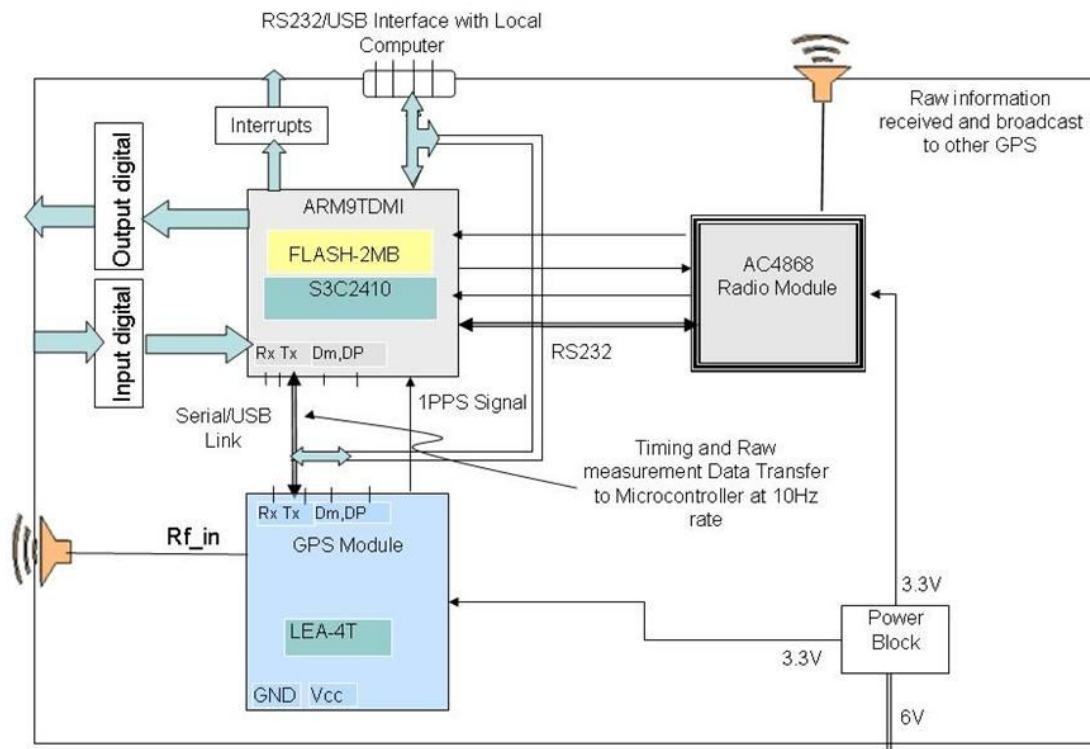 RS232/USB Interface with Local
Computer
Raw information
received and broadcast
to other GPS
Interrupts
Output digital
Input digital
ARM9TDMI
FLASH-2MB
S3C2410
Rx Tx Dm,DP
AC4868
Radio Module
RS232
Serial/USB
Link
1PPS Signal
Timing and Raw
measurement Data Transfer
to Microcontroller at 10Hz
rate
Rx Tx Dm,DP
GPS Module
Rf_in
LEA-4T
GND Vcc
3.3V
Power
Block
3.3V
6V